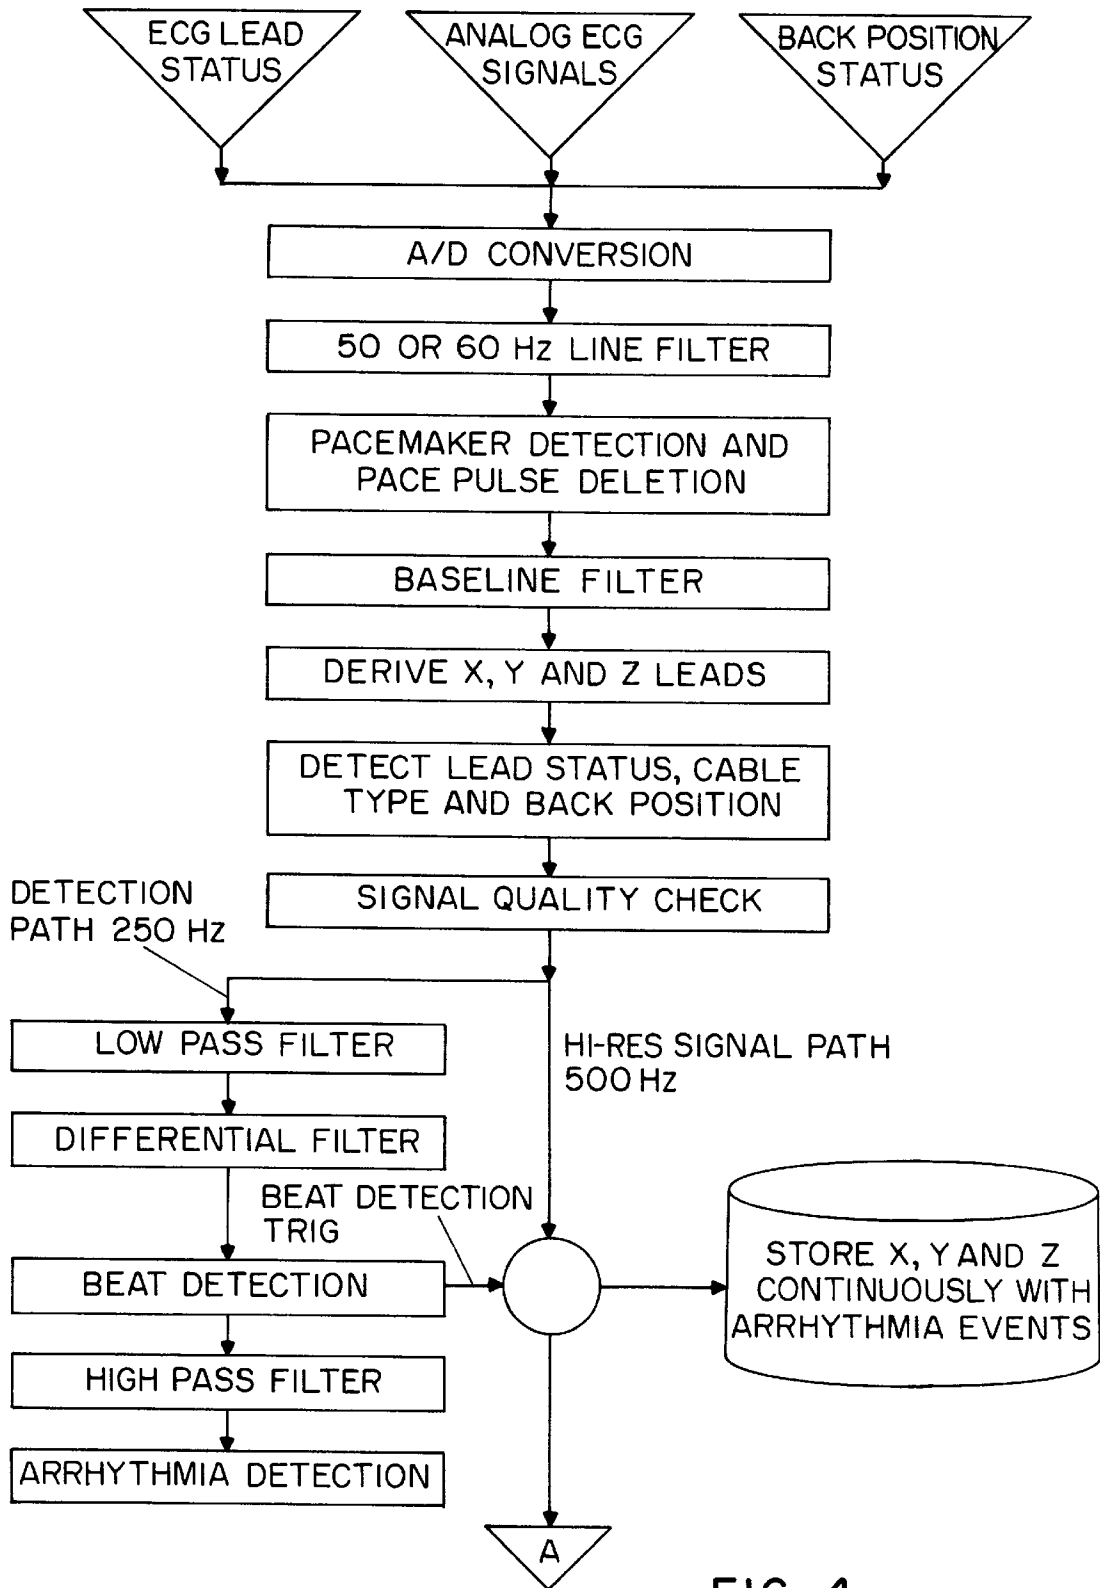 ECG LEAD
STATUS
ANALOG ECG
SIGNALS
BACK POSITION
STATUS
A/D CONVERSION
50 OR 60 Hz LINE FILTER
PACEMAKER DETECTION AND
PACE PULSE DELETION
BASELINE FILTER
DERIVE X, Y AND Z LEADS
DETECT LEAD STATUS, CABLE
TYPE AND BACK POSITION
SIGNAL QUALITY CHECK
DETECTION
PATH 250 Hz
LOW PASS FILTER
HI-RES SIGNAL PATH
500 Hz
DIFFERENTIAL FILTER
BEAT DETECTION
TRIG
BEAT DETECTION
STORE X, Y AND Z
CONTINUOUSLY WITH
ARRHYTHMIA EVENTS
HIGH PASS FILTER
ARRHYTHMIA DETECTION
A